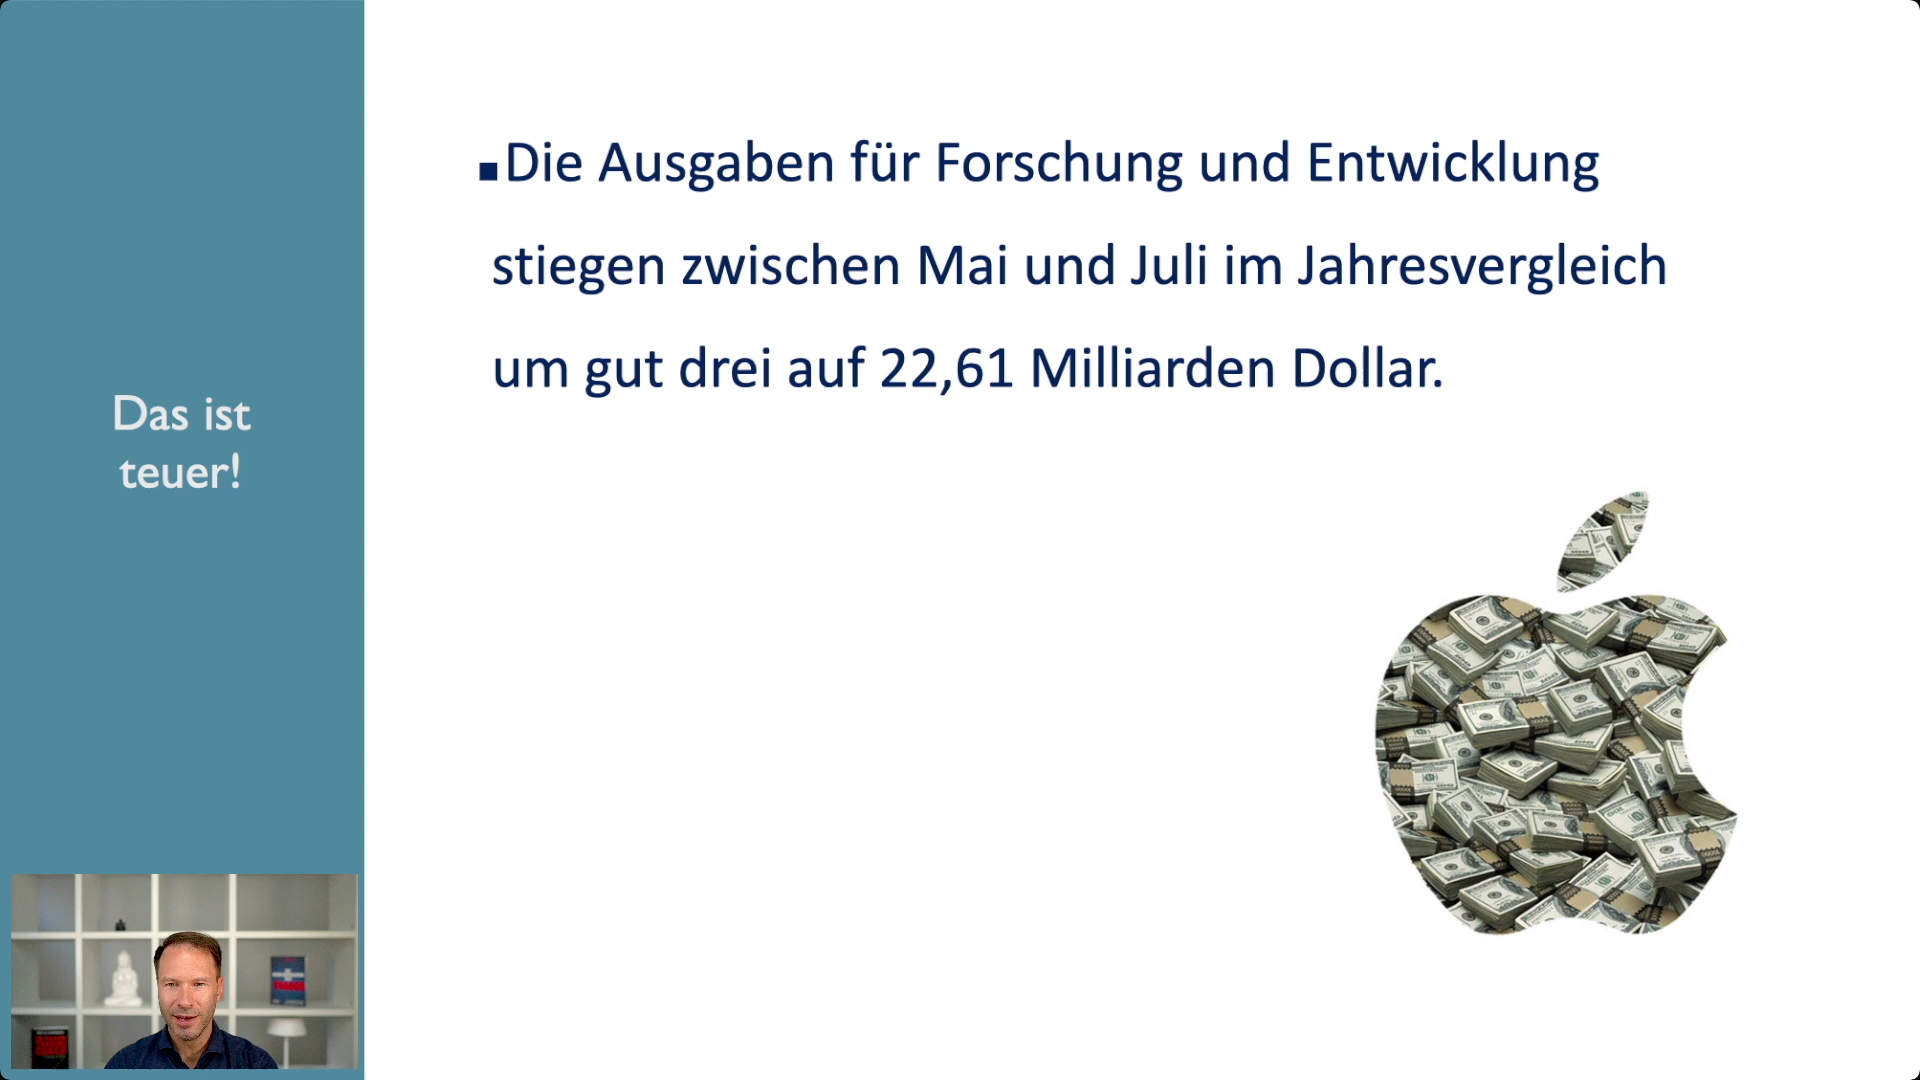 Das ist
teuer!
▪Die Ausgaben für Forschung und Entwicklung
stiegen zwischen Mai und Juli im Jahresvergleich
um gut drei auf 22,61 Milliarden Dollar.